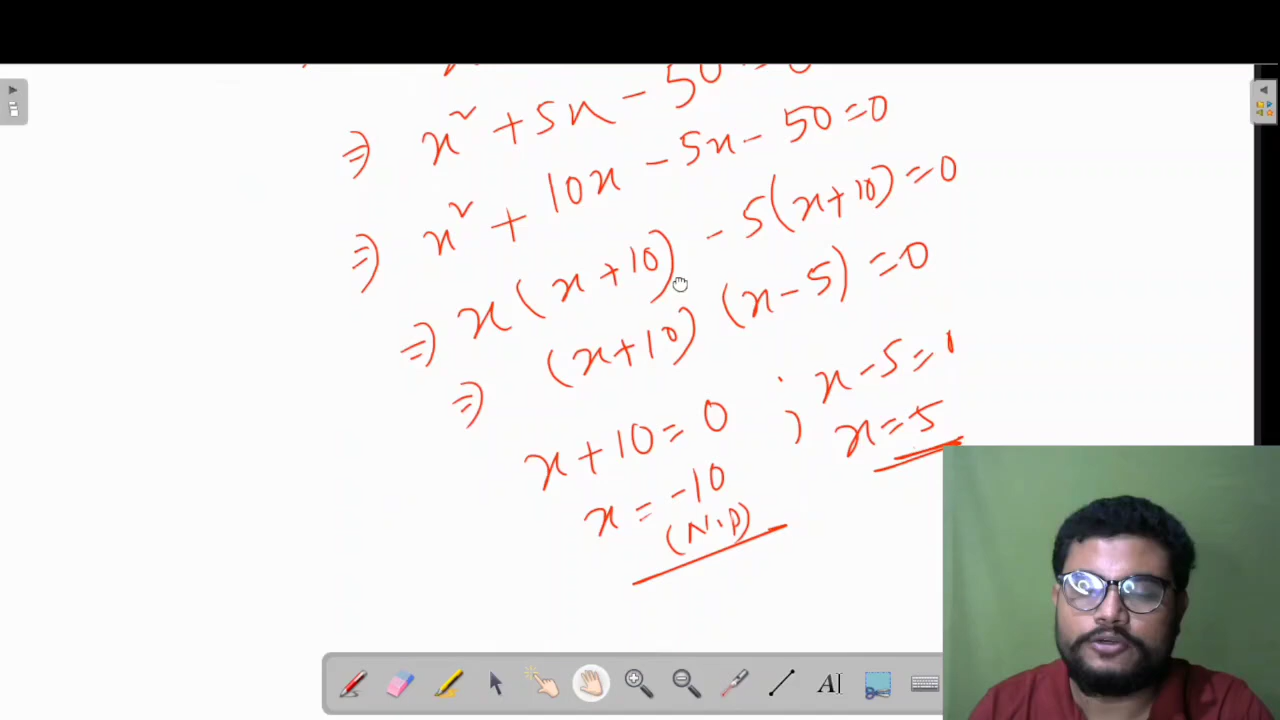 ⇒ x² + 5x - 50 = 0
⇒ x² + 10x - 5x - 50 = 0
⇒ x(x+10) - 5(x+10) = 0
⇒ (x+10) (x-5) = 0
x+10 = 0 ; x-5=0
x = -10 x=5
(N.P)
AI